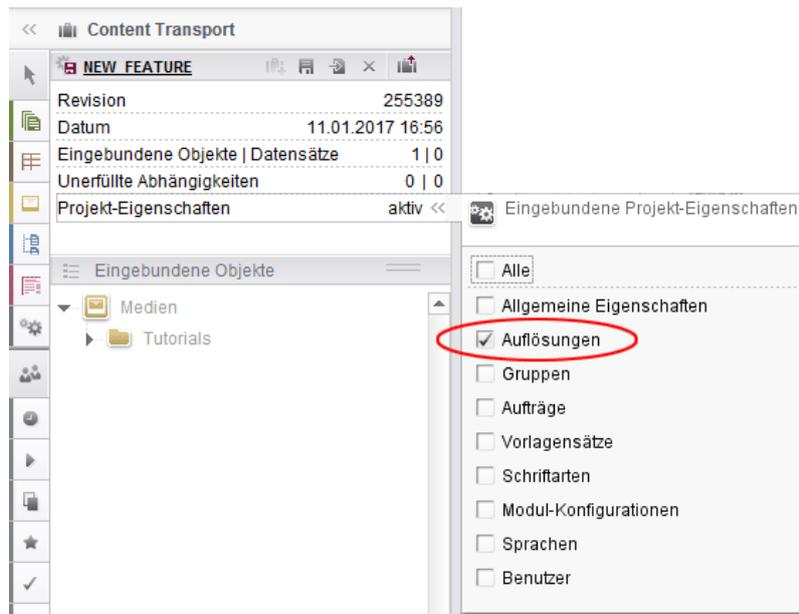 Content Transport
NEW_FEATURE
Revision 255389
Datum 11.01.2017 16:56
Eingebundene Objekte | Datensätze 1 | 0
Unerfüllte Abhängigkeiten 0 | 0
Projekt-Eigenschaften aktiv
Eingebundene Objekte
Medien
Tutorials
Eingebundene Projekt-Eigenschaften
Alle
Allgemeine Eigenschaften
Auflösungen
Gruppen
Aufträge
Vorlagensätze
Schriftarten
Modul-Konfigurationen
Sprachen
Benutzer